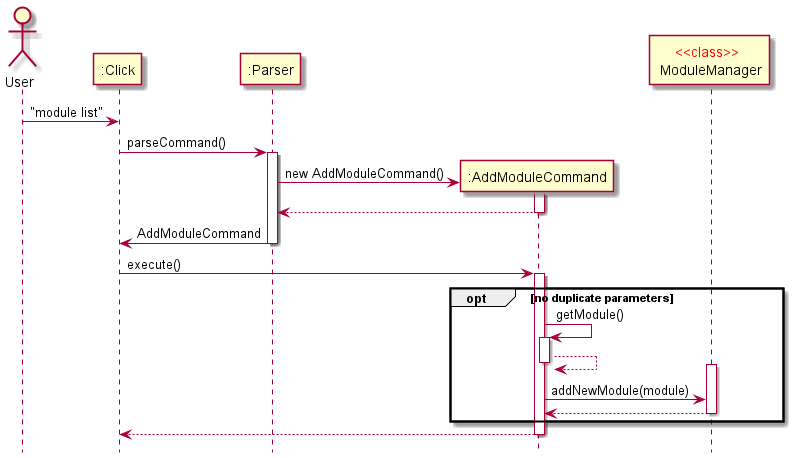 User
:Click
:Parser
<<class>>
ModuleManager
"module list"
parseCommand()
new AddModuleCommand()
:AddModuleCommand
AddModuleCommand
execute()
opt
[no duplicate parameters]
getModule()
addNewModule(module)